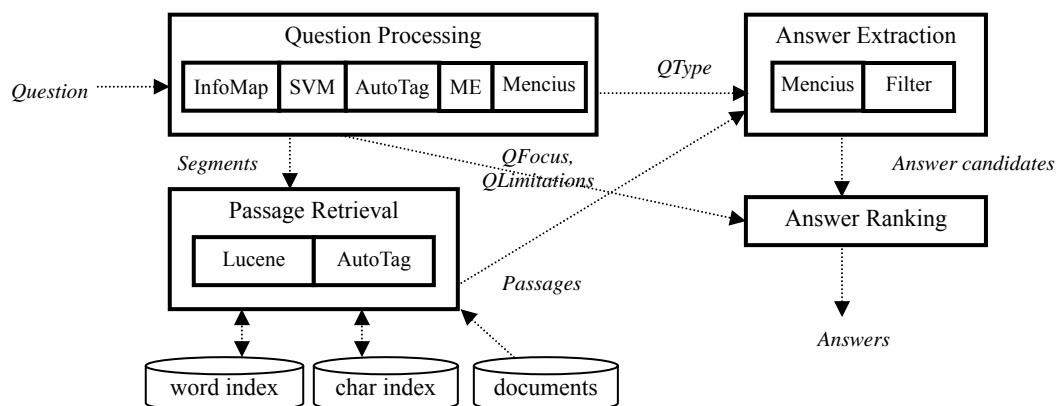 Question Processing
InfoMap SVM AutoTag ME Mencius
Question
QType
Answer Extraction
Mencius Filter
Segments
QFocus,
QLimitations
Answer candidates
Passage Retrieval
Lucene AutoTag
Answer Ranking
Passages
Answers
word index
char index
documents